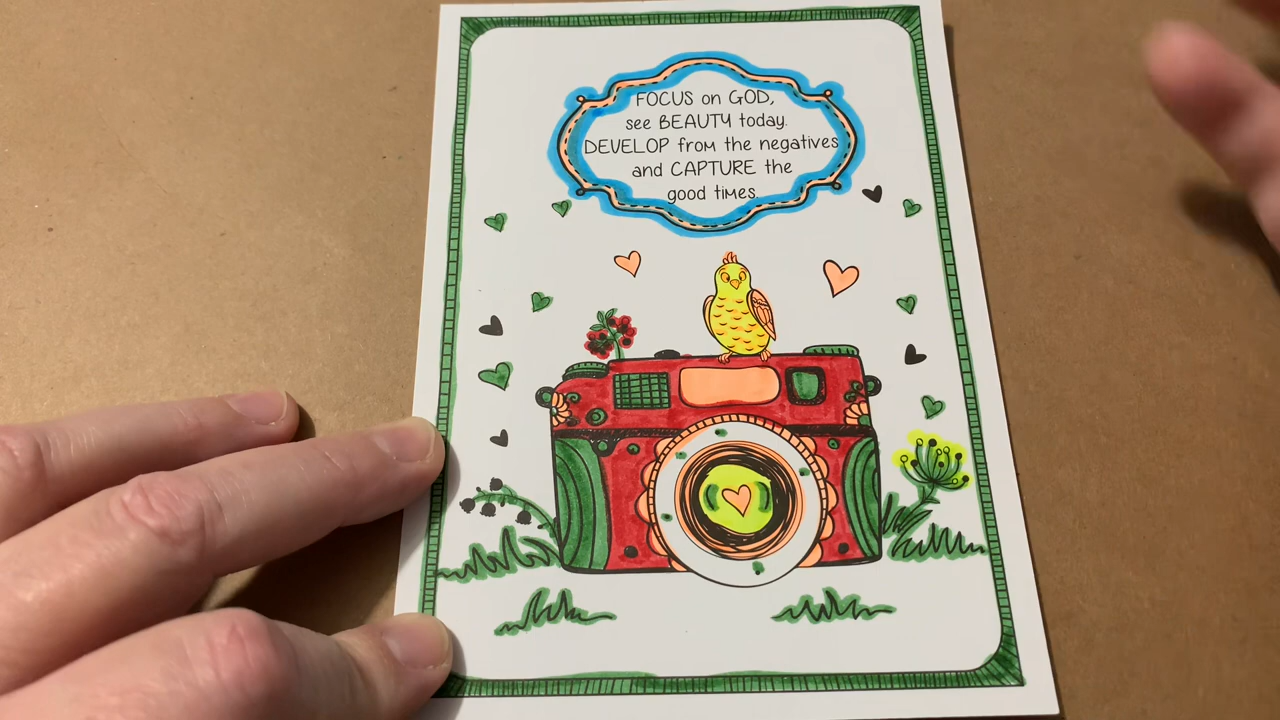 FOCUS on GOD,
see BEAUTY today.
DEVELOP from the negatives
and CAPTURE the
good times.